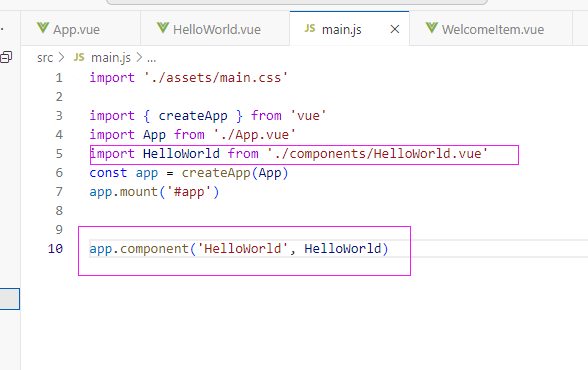 App.vue HelloWorld.vue JS main.js WelcomeItem.vue
src > JS main.js > ...
1 import './assets/main.css'
2
3 import { createApp } from 'vue'
4 import App from './App.vue'
5 import HelloWorld from './components/HelloWorld.vue'
6 const app = createApp(App)
7 app.mount('#app')
8
9
10 app.component('HelloWorld', HelloWorld)